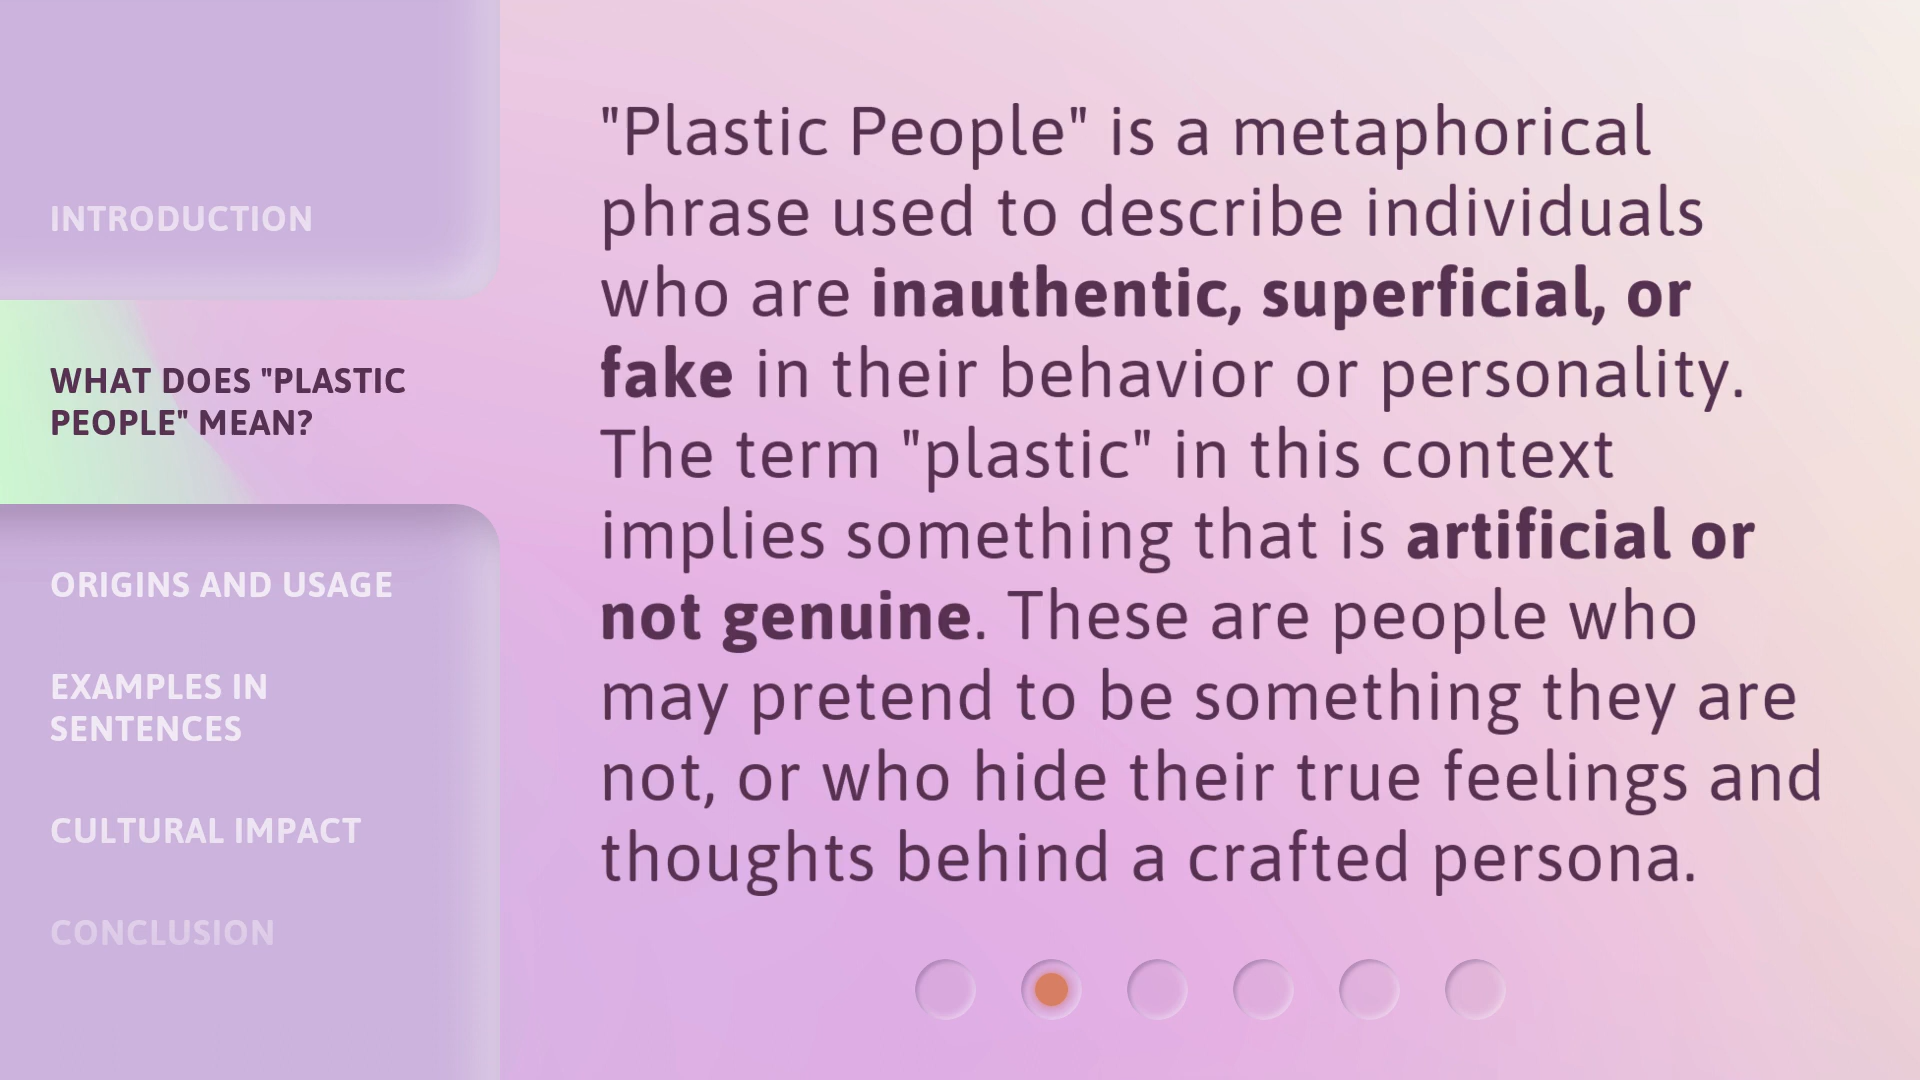 INTRODUCTION
WHAT DOES "PLASTIC
PEOPLE" MEAN?
ORIGINS AND USAGE
EXAMPLES IN
SENTENCES
CULTURAL IMPACT
CONCLUSION
"Plastic People" is a metaphorical
phrase used to describe individuals
who are inauthentic, superficial, or
fake in their behavior or personality.
The term "plastic" in this context
implies something that is artificial or
not genuine. These are people who
may pretend to be something they are
not, or who hide their true feelings and
thoughts behind a crafted persona.